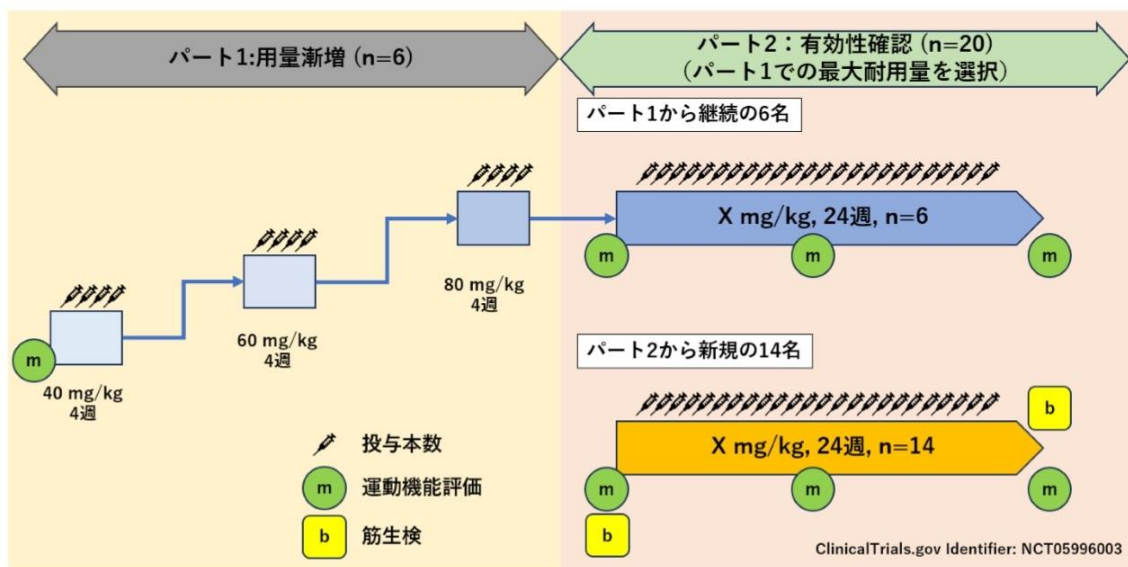 パート1:用量漸増 (n=6)
パート2：有効性確認 (n=20)
（パート1での最大耐用量を選択）
パート1から継続の6名
X mg/kg, 24週, n=6
m
m
m
80 mg/kg
4週
60 mg/kg
4週
m
40 mg/kg
4週
パート2から新規の14名
b
X mg/kg, 24週, n=14
m
m
m
b
投与本数
m
運動機能評価
b
筋生検
ClinicalTrials.gov Identifier: NCT05996003